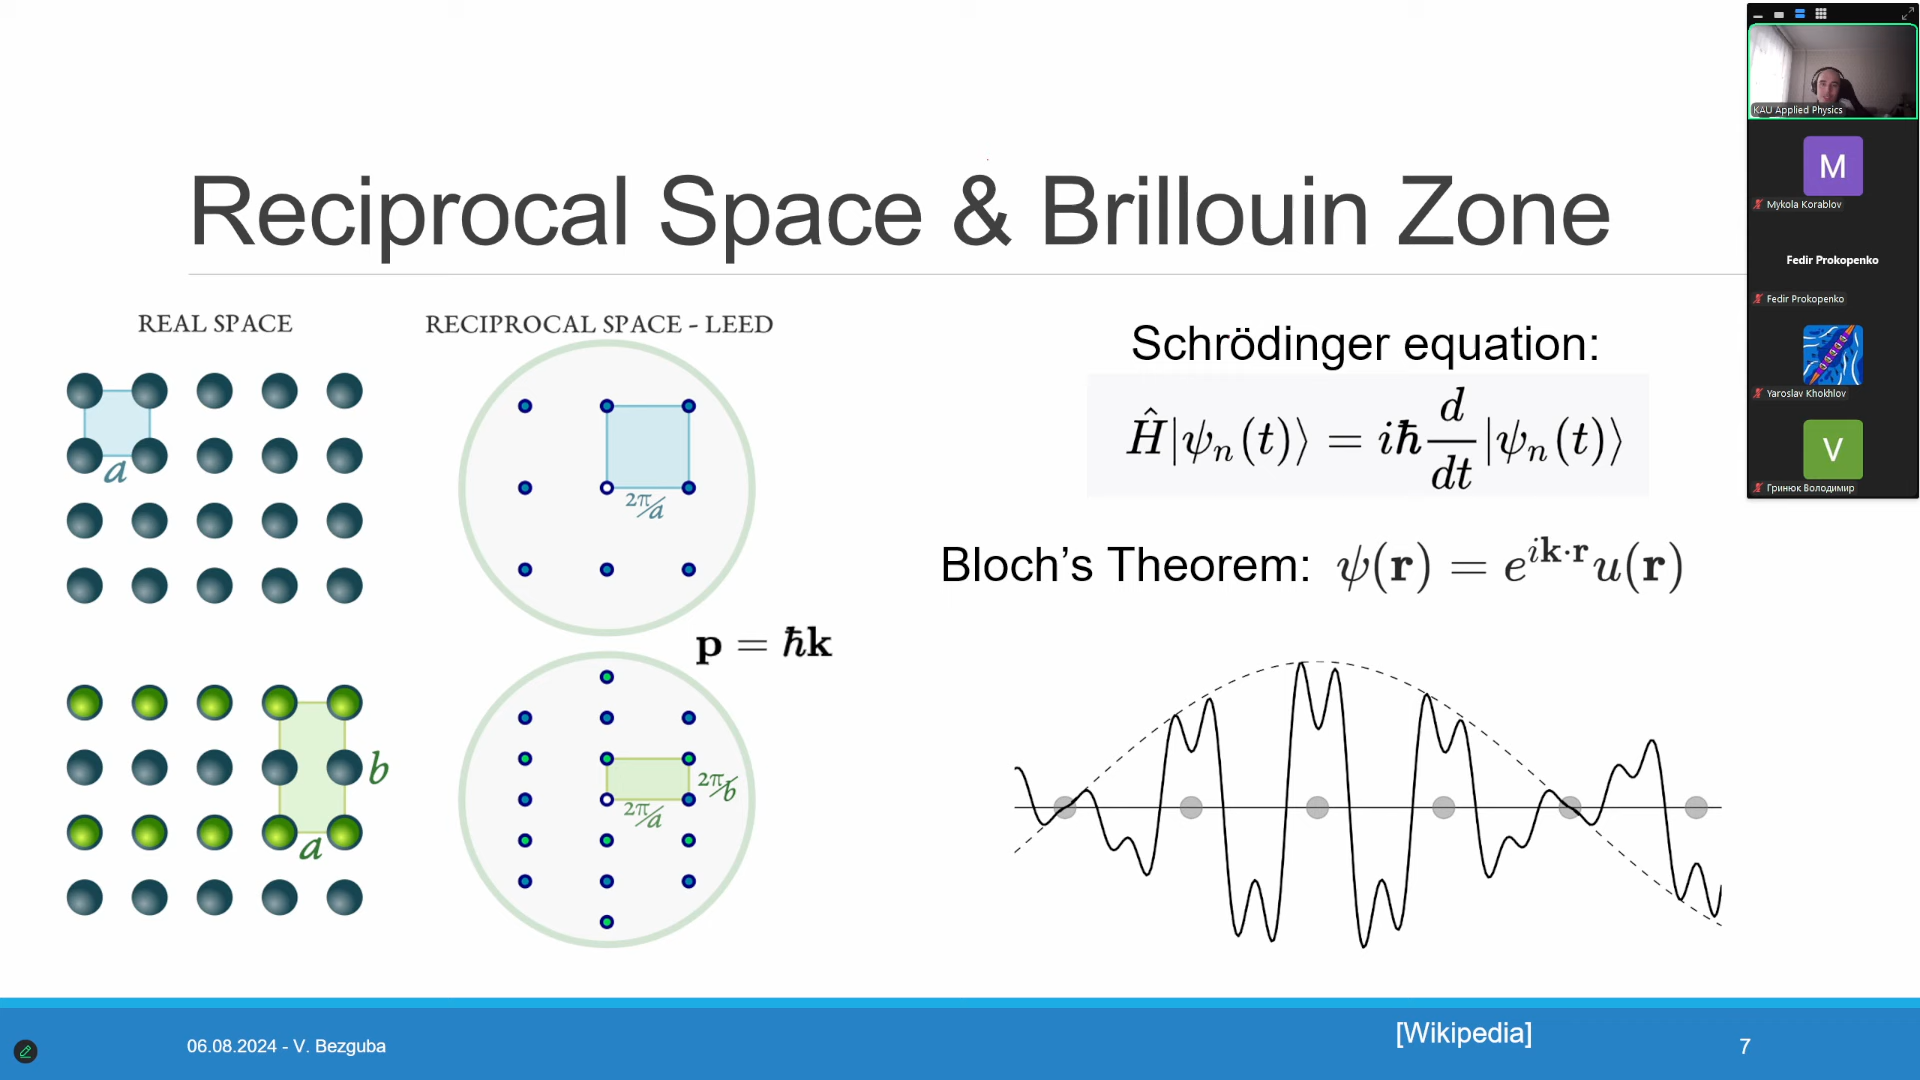 Reciprocal Space & Brillouin Zone
REAL SPACE
RECIPROCAL SPACE - LEED
a
2π/a
p = ħk
b
a
2π/b
2π/a
Schrödinger equation:
Ĥ|ψₙ(t)⟩ = iħ d/dt |ψₙ(t)⟩
Bloch’s Theorem: ψ(r) = e^{ik·r}u(r)
06.08.2024 - V. Bezguba
[Wikipedia]
7
KAU Applied Physics
M
Mykola Korablov
Fedir Prokopenko
Fedir Prokopenko
Yaroslav Khokhlov
V
Гринюк Володимир